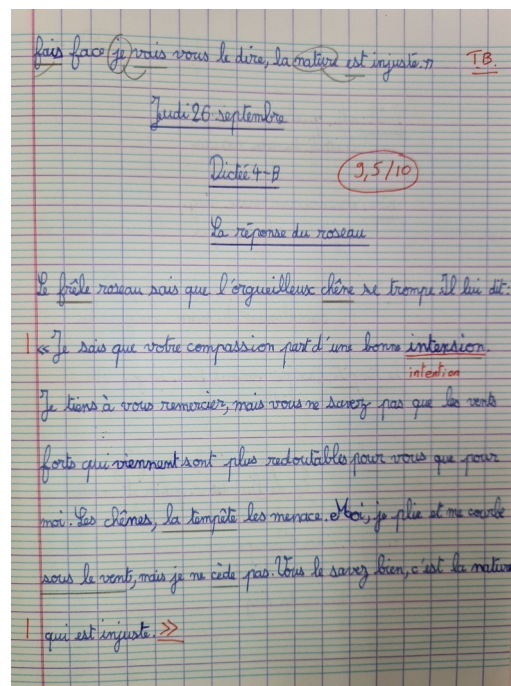 fais face je vais vous le dire, la nature est injuste. " TB.
Jeudi 26 septembre
Dictée 4-B 9,5/10
La réponse du roseau
Le frêle roseau sais que l'orgueilleux chêne se trompe Il lui dit:
1 « Je sais que votre compassion part d'une bonne intension.
intention
Je tiens à vous remercier, mais vous ne savez pas que les vents
forts qui viennent sont plus redoutables pour vous que pour
moi. Les chênes, la tempête les menace. Moi, je plie et me courbe
sous le vent, mais je ne cède pas. Vous le savez bien, c'est la nature
1 qui est injuste. »